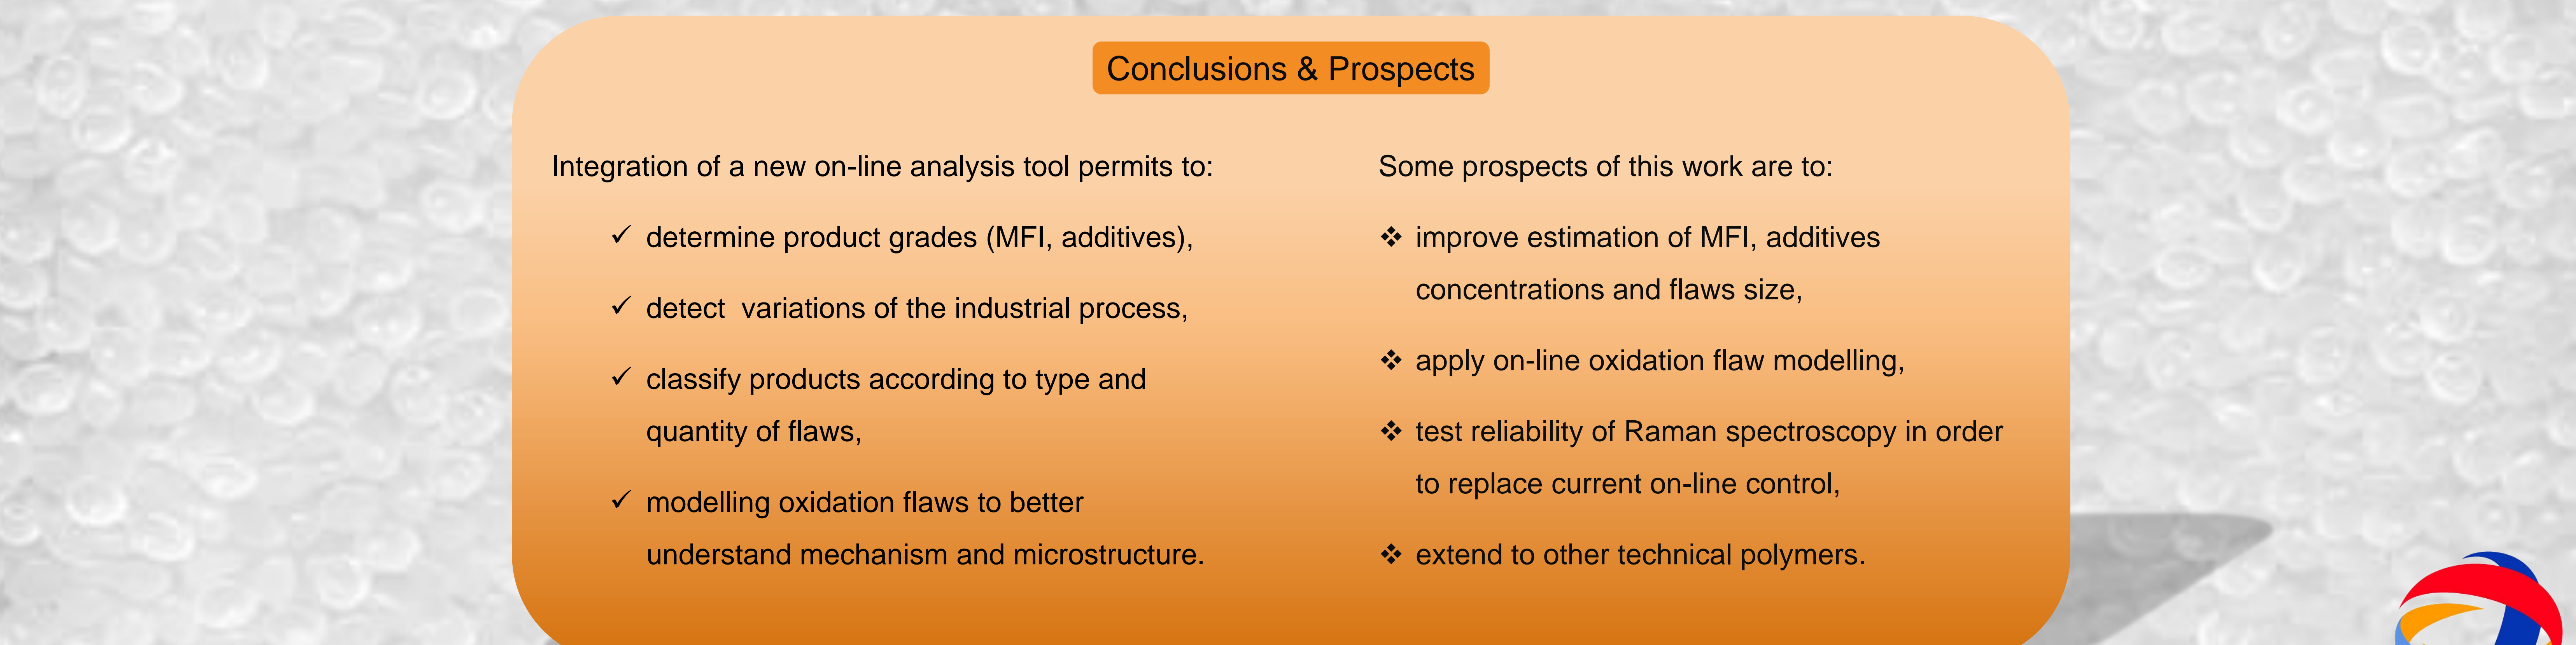 Conclusions & Prospects
Integration of a new on-line analysis tool permits to:
✓ determine product grades (MFI, additives),
✓ detect  variations of the industrial process,
✓ classify products according to type and
quantity of flaws,
✓ modelling oxidation flaws to better
understand mechanism and microstructure.
Some prospects of this work are to:
❖ improve estimation of MFI, additives
concentrations and flaws size,
❖ apply on-line oxidation flaw modelling,
❖ test reliability of Raman spectroscopy in order
to replace current on-line control,
❖ extend to other technical polymers.